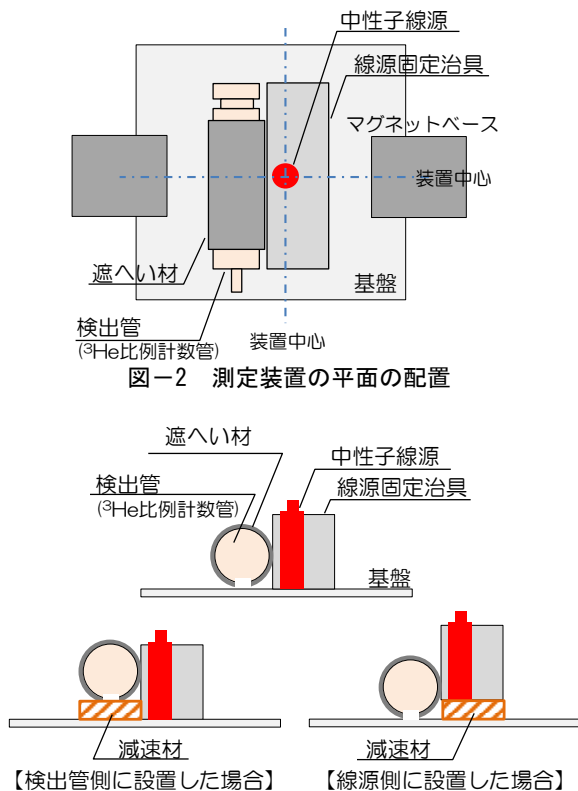 中性子線源
線源固定治具
マグネットベース
装置中心
遮へい材
基盤
検出管
(³He比例計数管)
装置中心
図－2 測定装置の平面の配置
遮へい材
中性子線源
検出管
線源固定治具
(³He比例計数管)
基盤
減速材
減速材
【検出管側に設置した場合】
【線源側に設置した場合】